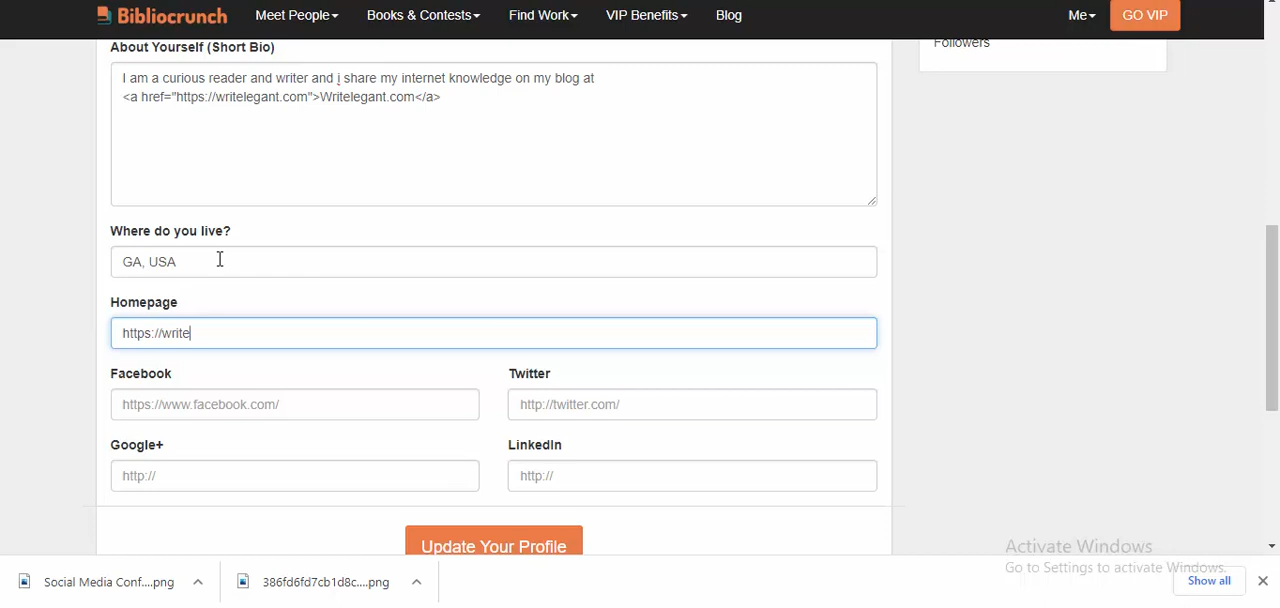 Bibliocrunch
Meet People
Books & Contests
Find Work
VIP Benefits
Blog
Me
GO VIP
About Yourself (Short Bio)
Followers
I am a curious reader and writer and i share my internet knowledge on my blog at
<a href="https://writelegant.com">Writelegant.com</a>
Where do you live?
GA, USA
Homepage
https://write
Facebook
Twitter
https://www.facebook.com/
http://twitter.com/
Google+
LinkedIn
http://
http://
Update Your Profile
Activate Windows
Go to Settings to activate Windows.
Social Media Conf....png
386fd6fd7cb1d8c....png
Show all